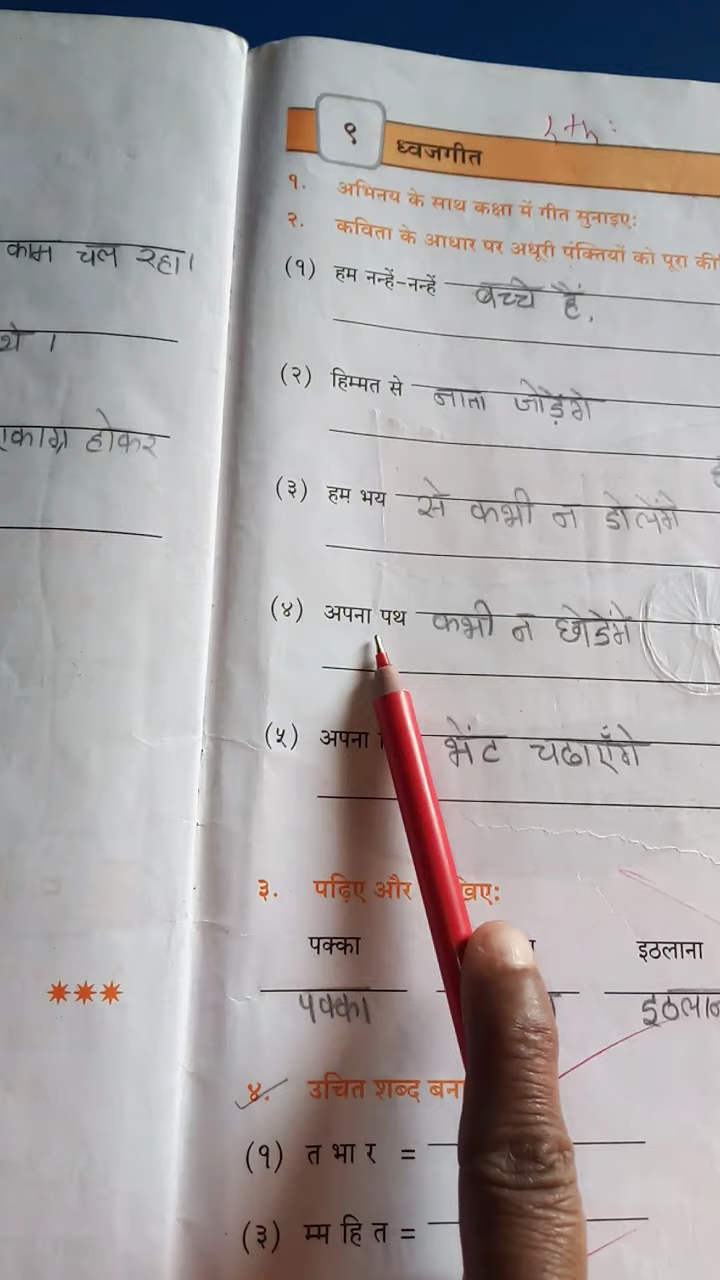 काम चल रहा।
थे ।
एकाग्र होकर
९ ध्वजगीत
१. अभिनय के साथ कक्षा में गीत सुनाइए:
२. कविता के आधार पर अधूरी पंक्तियों को पूरा की
(१) हम नन्हें-नन्हें बच्चे हैं,
(२) हिम्मत से नाता जोड़ेंगे
(३) हम भय से कभी न डोलेंगे
(४) अपना पथ कभी न छोडेंगे
(५) अपना भेंट चढाएँगे
३. पढ़िए और खिए:
पक्का इठलाना
पक्का इठलान
४. उचित शब्द बना
(१) त भा र =
(३) म्म हि त =